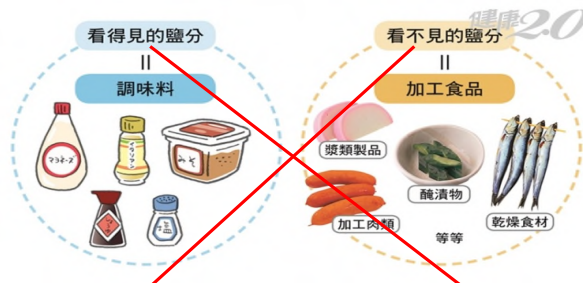 健康2.0
看得見的鹽分
=
調味料
マヨネーズ
みそ
塩
看不見的鹽分
=
加工食品
漿類製品
醃漬物
加工肉類
乾燥食材
等等